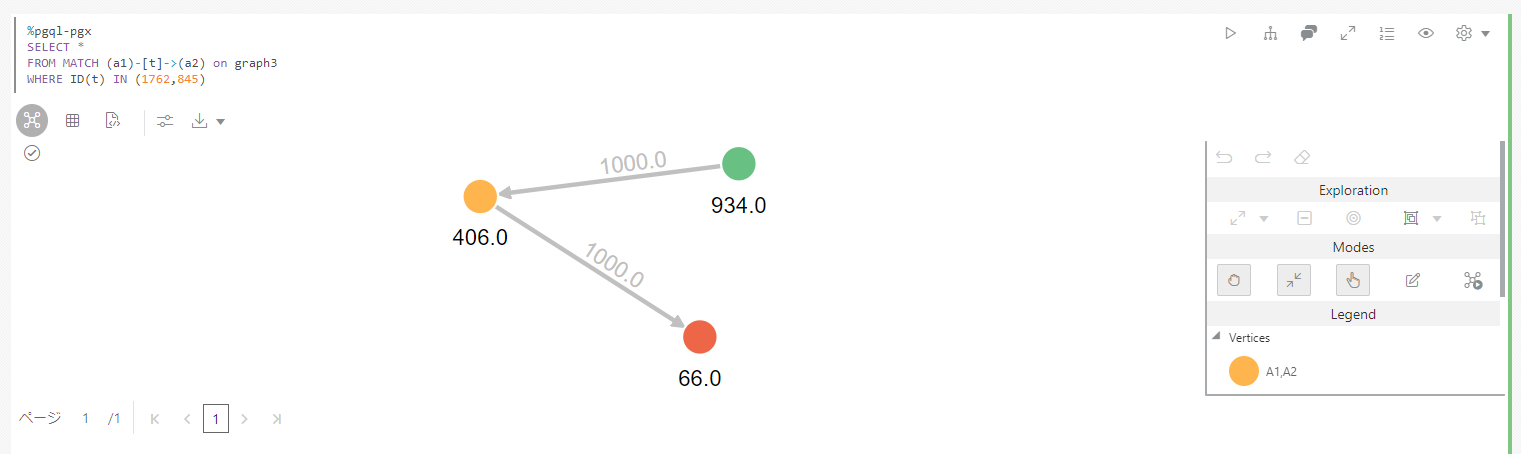 %pgql-pgx
SELECT *
FROM MATCH (a1)-[t]->(a2) on graph3
WHERE ID(t) IN (1762,845)
1000.0
934.0
406.0
1000.0
66.0
Exploration
Modes
Legend
Vertices
A1,A2
ページ 1 /1 1